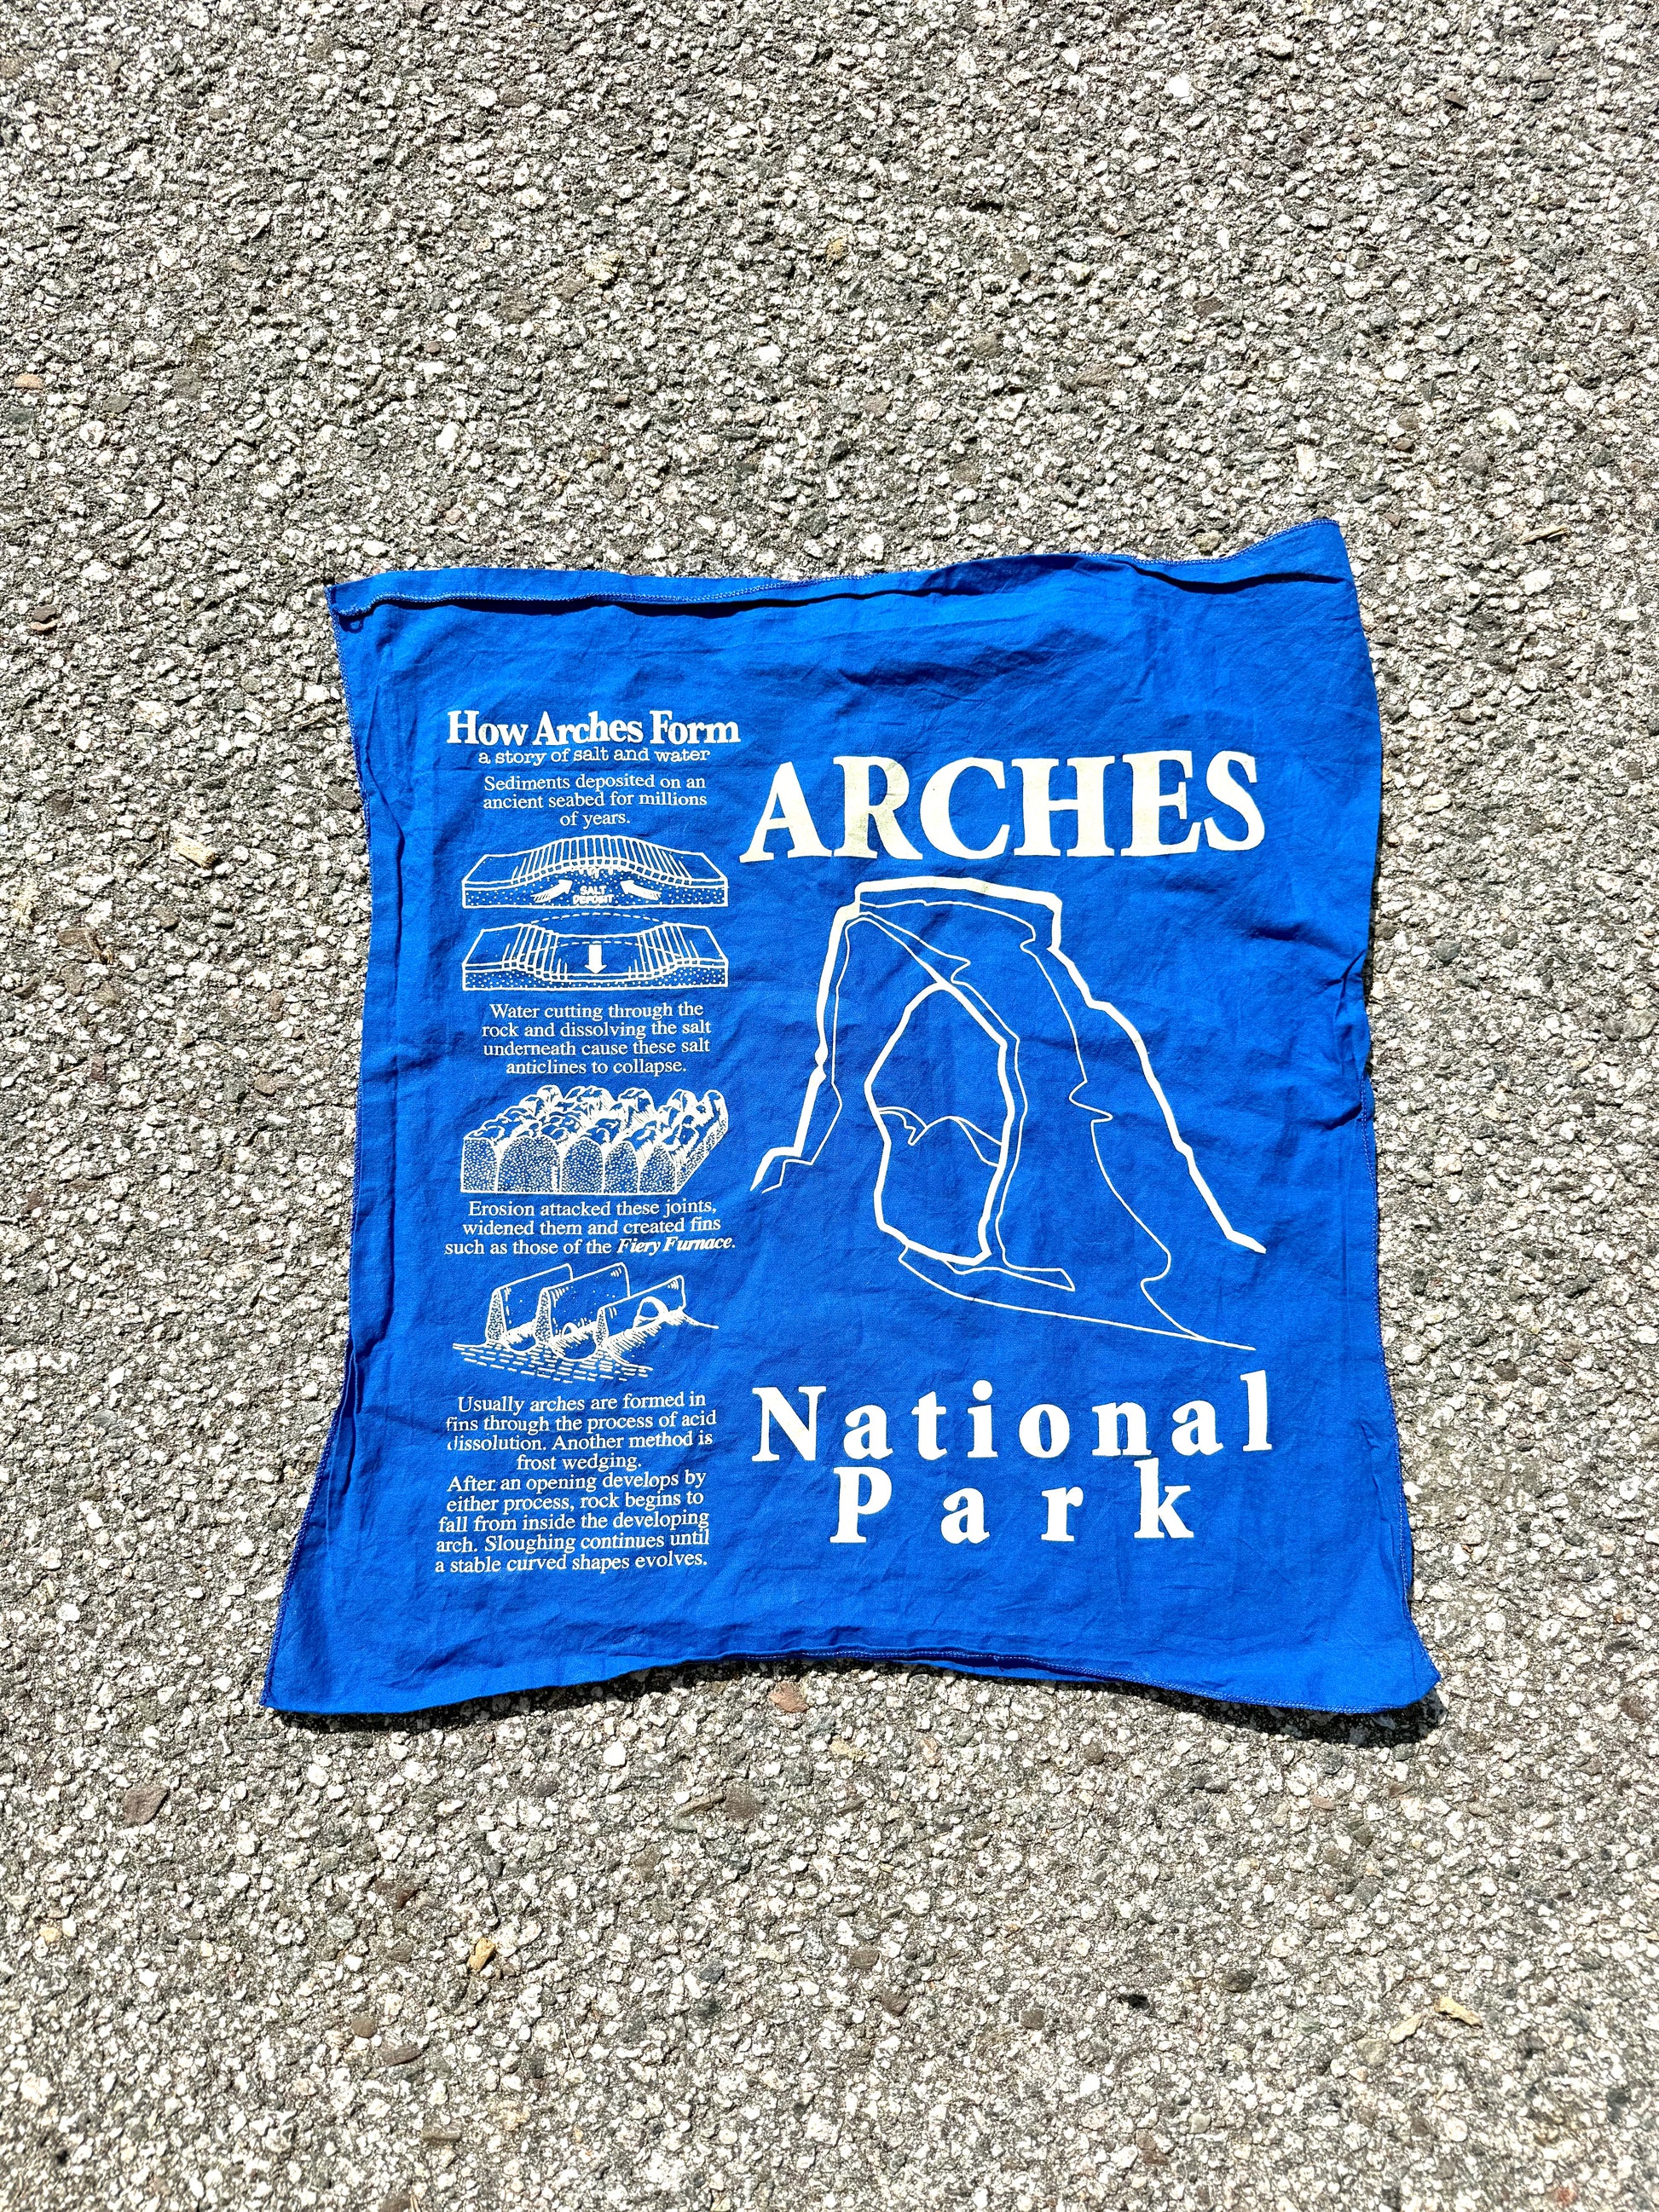 How Arches Form
a story of salt and water
Sediments deposited on an
ancient seabed for millions
of years.
SALT
DEPOSIT
Water cutting through the
rock and dissolving the salt
underneath cause these salt
anticlines to collapse.
Erosion attacked these joints,
widened them and created fins
such as those of the Fiery Furnace.
Usually arches are formed in
fins through the process of acid
dissolution. Another method is
frost wedging.
After an opening develops by
either process, rock begins to
fall from inside the developing
arch. Sloughing continues until
a stable curved shapes evolves.
ARCHES
National
Park